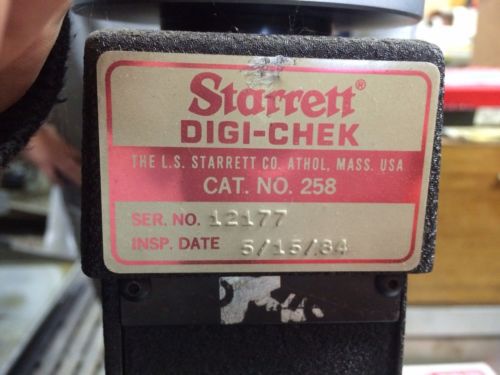 Starrett®
DIGI-CHEK
THE L.S. STARRETT CO. ATHOL, MASS. USA
CAT. NO. 258
SER. NO. 12177
INSP. DATE 5/15/84